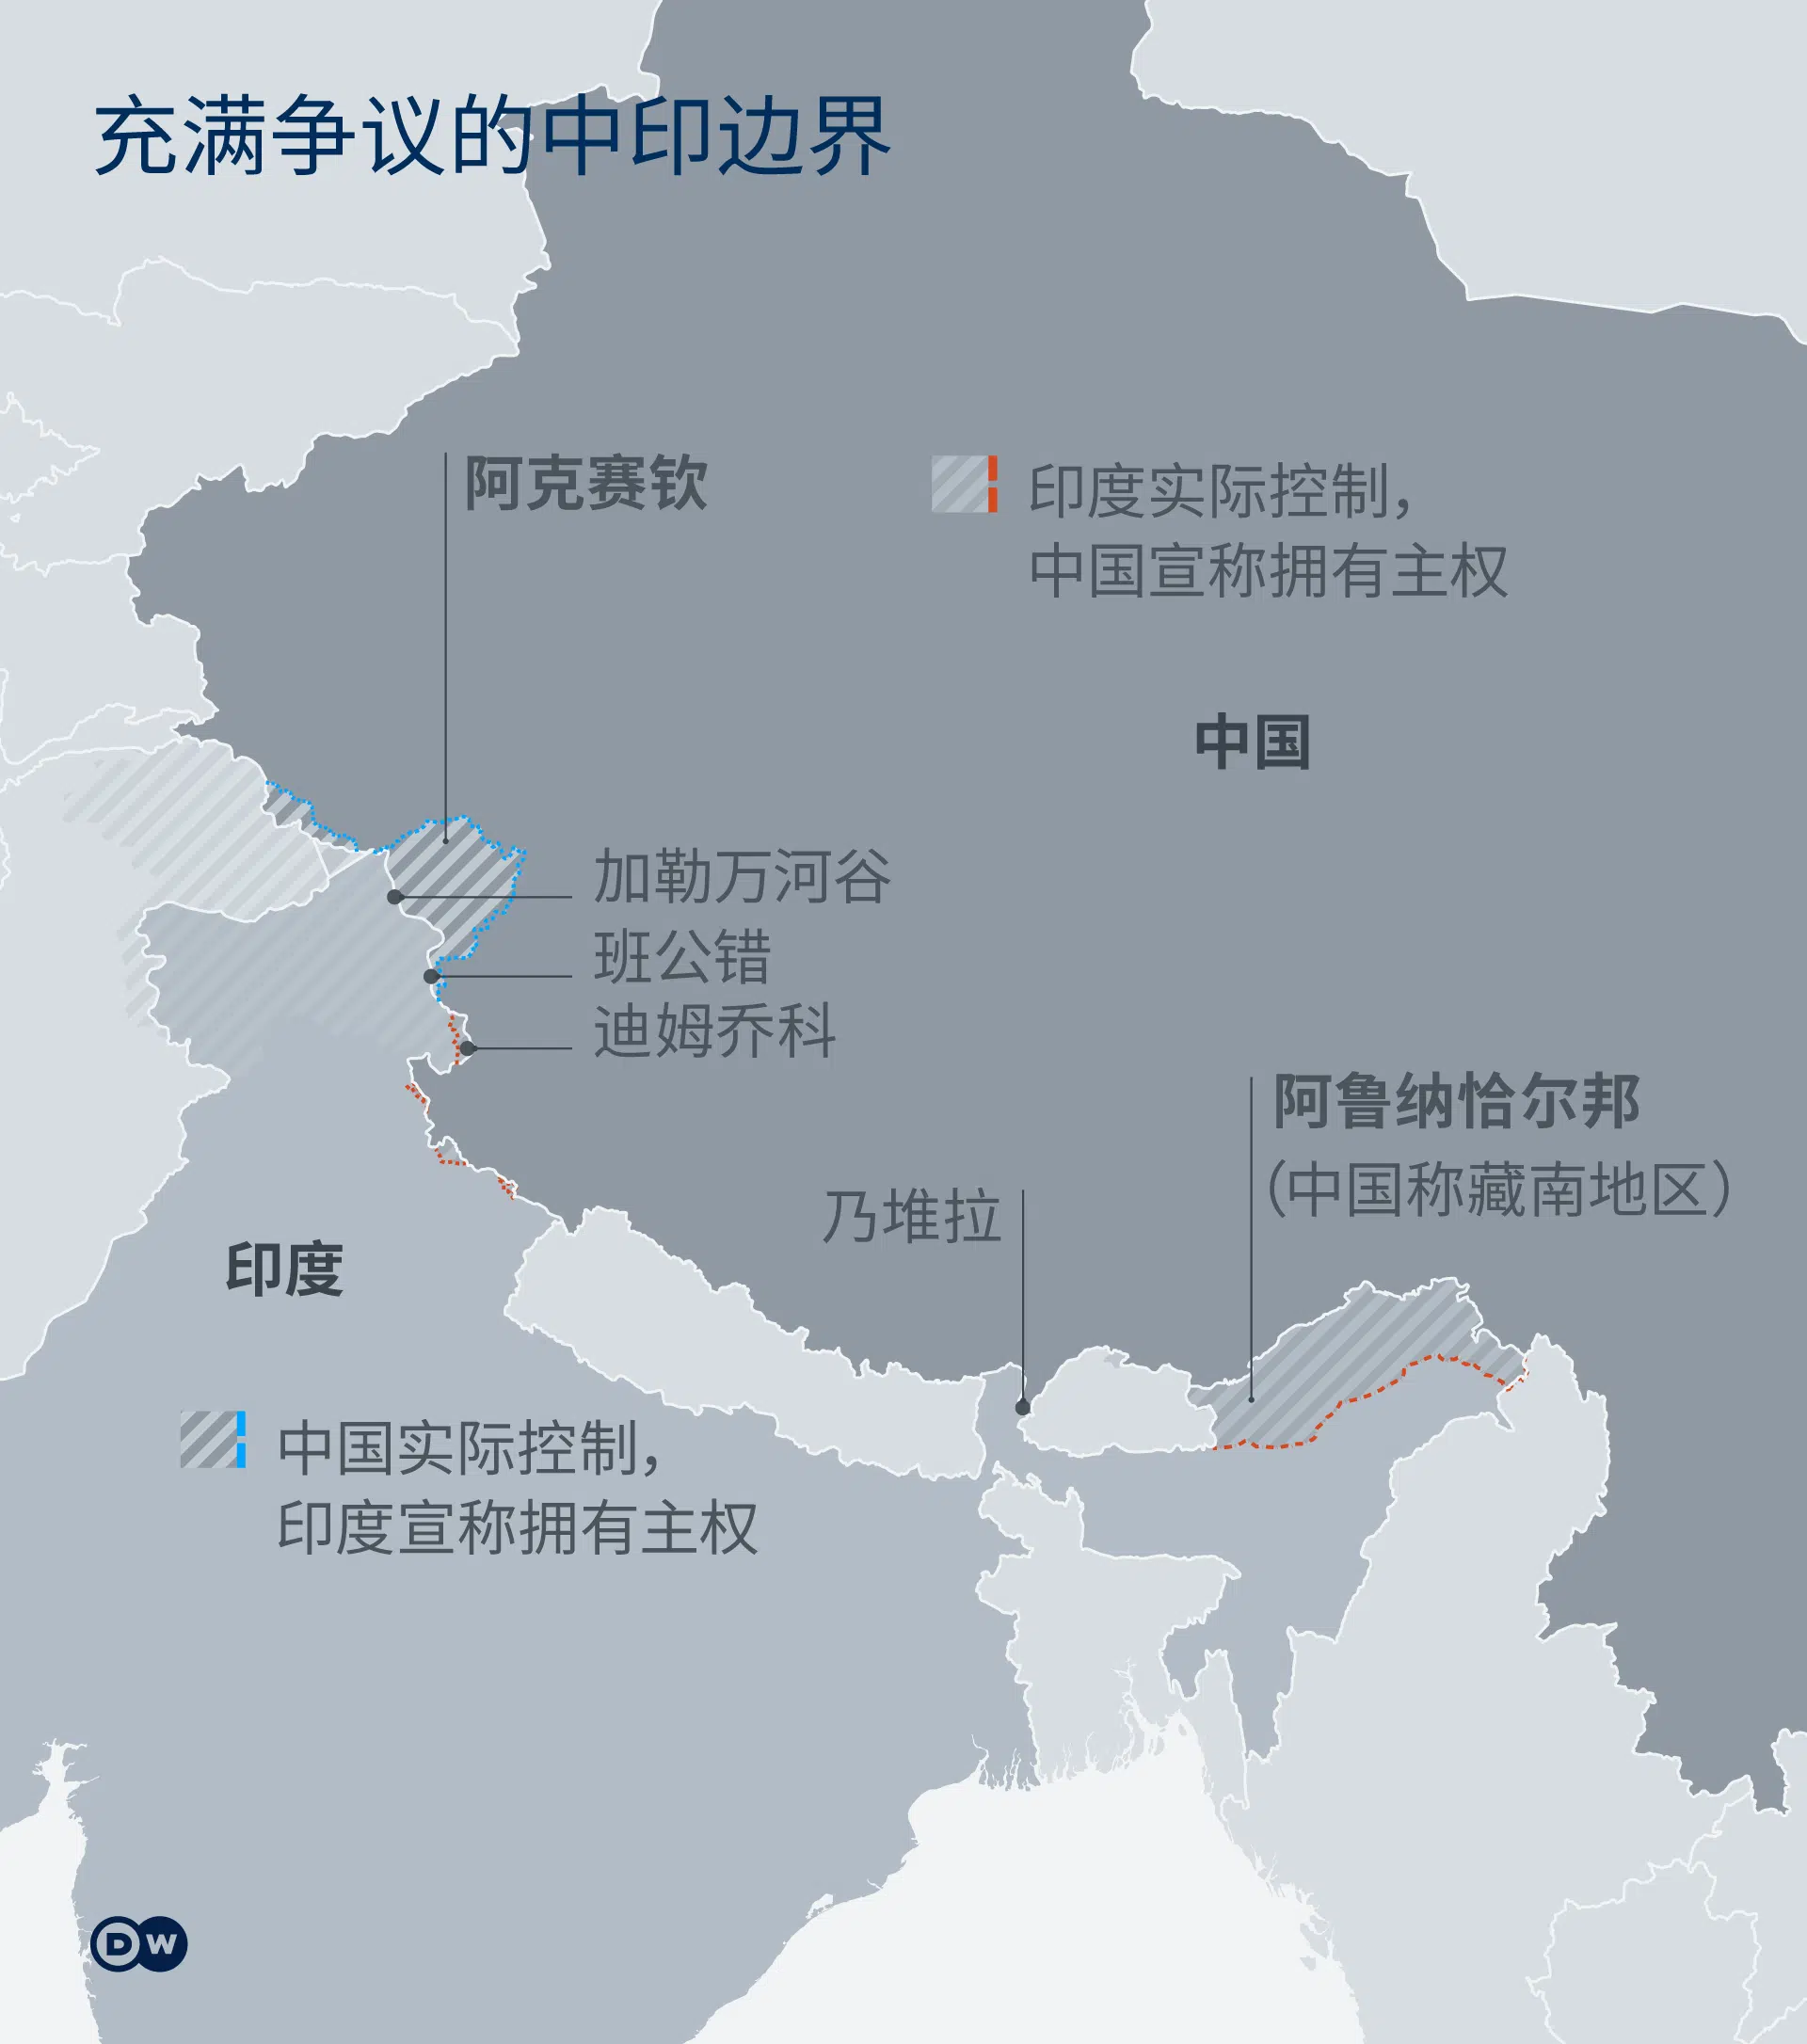 充满争议的中印边界
阿克赛钦
印度实际控制，
中国宣称拥有主权
中国
加勒万河谷
班公错
迪姆乔科
阿鲁纳恰尔邦
（中国称藏南地区）
乃堆拉
印度
中国实际控制，
印度宣称拥有主权
DW